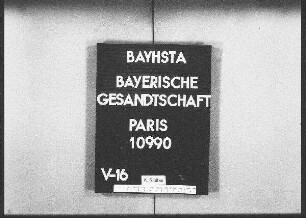 BAYHSTA
BAYERISCHE
GESANDTSCHAFT
PARIS
10990
V-16